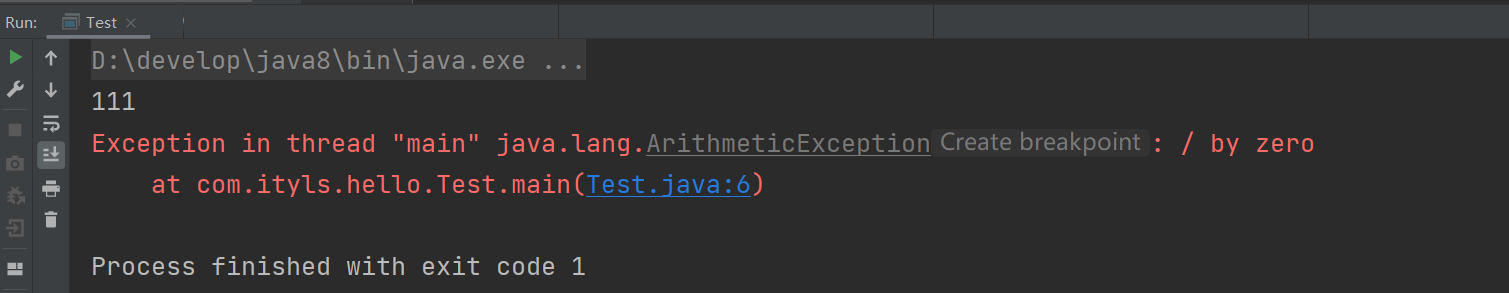 Run: Test ×
D:\develop\java8\bin\java.exe ...
111
Exception in thread "main" java.lang.ArithmeticException Create breakpoint : / by zero
at com.ityls.hello.Test.main(Test.java:6)
Process finished with exit code 1